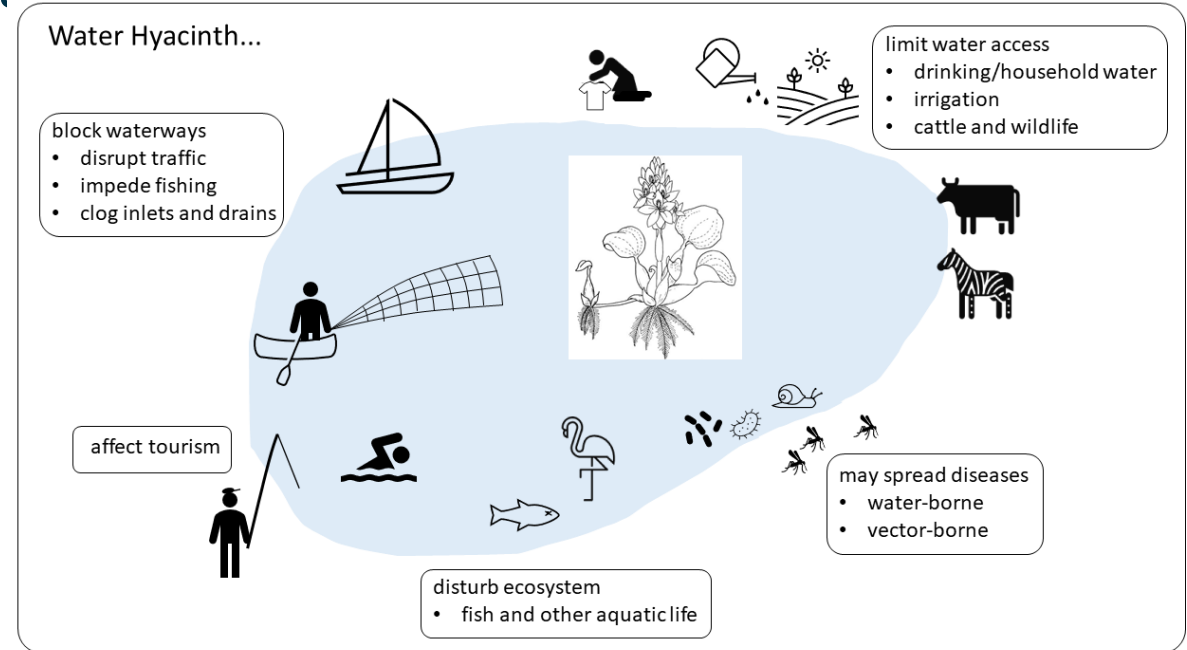 Water Hyacinth...
block waterways
• disrupt traffic
• impede fishing
• clog inlets and drains
limit water access
• drinking/household water
• irrigation
• cattle and wildlife
affect tourism
may spread diseases
• water-borne
• vector-borne
disturb ecosystem
• fish and other aquatic life